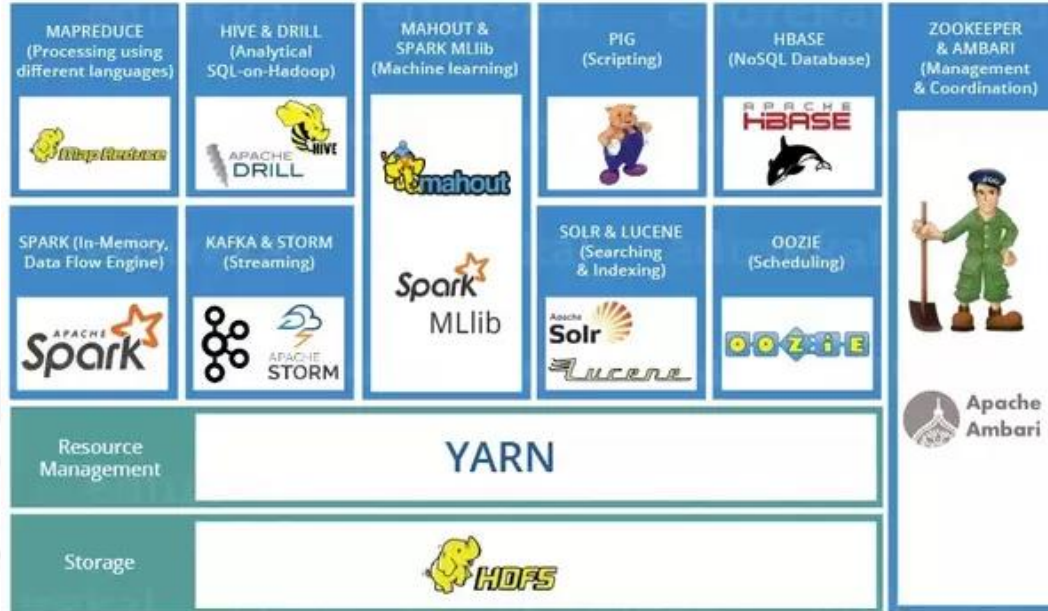 MAPREDUCE
(Processing using
different languages)
Map Reduce
HIVE & DRILL
(Analytical
SQL-on-Hadoop)
HIVE
APACHE
DRILL
MAHOUT &
SPARK MLlib
(Machine learning)
mahout
Spark
MLlib
PIG
(Scripting)
HBASE
(NoSQL Database)
APACHE
HBASE
ZOOKEEPER
& AMBARI
(Management
& Coordination)
Apache
Ambari
SPARK (In-Memory,
Data Flow Engine)
APACHE
Spark
KAFKA & STORM
(Streaming)
APACHE
STORM
SOLR & LUCENE
(Searching
& Indexing)
Apache
Solr
Lucene
OOZIE
(Scheduling)
OOZiE
Resource
Management
YARN
Storage
HDFS